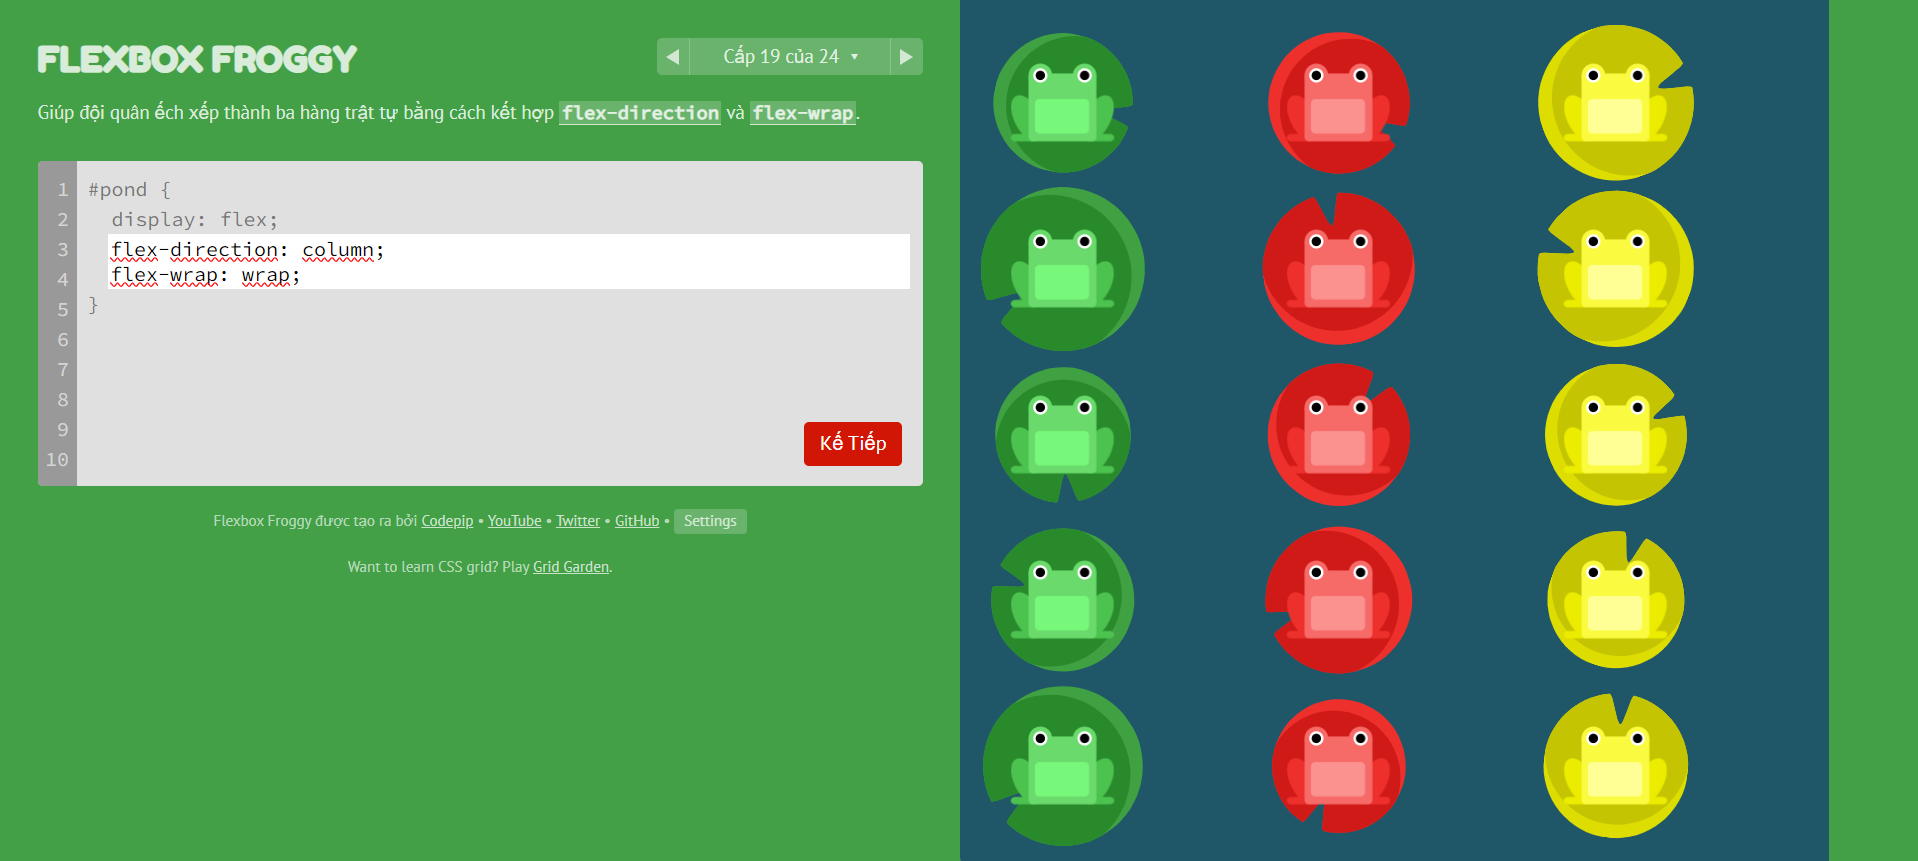 FLEXBOX FROGGY
◀ Cấp 19 của 24 ▾ ▶
Giúp đội quân ếch xếp thành ba hàng trật tự bằng cách kết hợp flex-direction và flex-wrap.
1 #pond {
2 display: flex;
3 flex-direction: column;
4 flex-wrap: wrap;
5 }
6
7
8
9
10
Kế Tiếp
Flexbox Froggy được tạo ra bởi Codepip • YouTube • Twitter • GitHub • Settings
Want to learn CSS grid? Play Grid Garden.